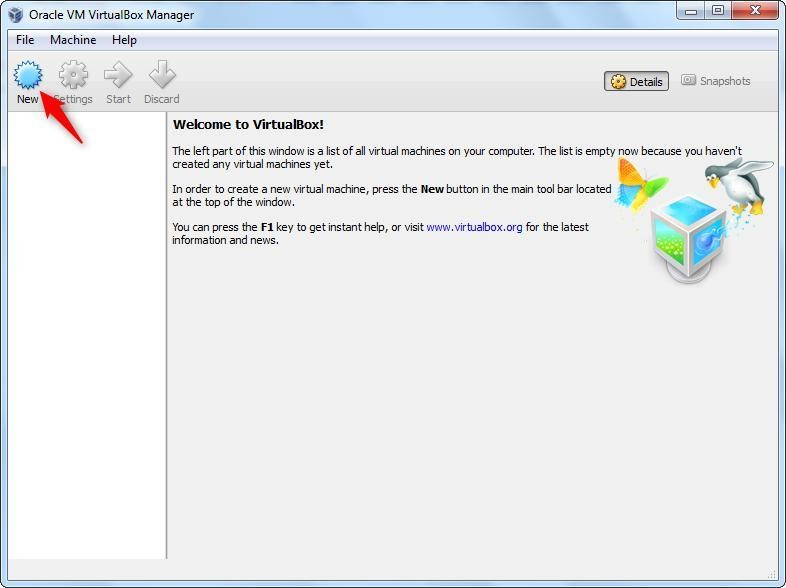 Oracle VM VirtualBox Manager
File Machine Help
New Settings Start Discard
Details Snapshots
Welcome to VirtualBox!
The left part of this window is a list of all virtual machines on your computer. The list is empty now because you haven't
created any virtual machines yet.
In order to create a new virtual machine, press the New button in the main tool bar located
at the top of the window.
You can press the F1 key to get instant help, or visit www.virtualbox.org for the latest
information and news.